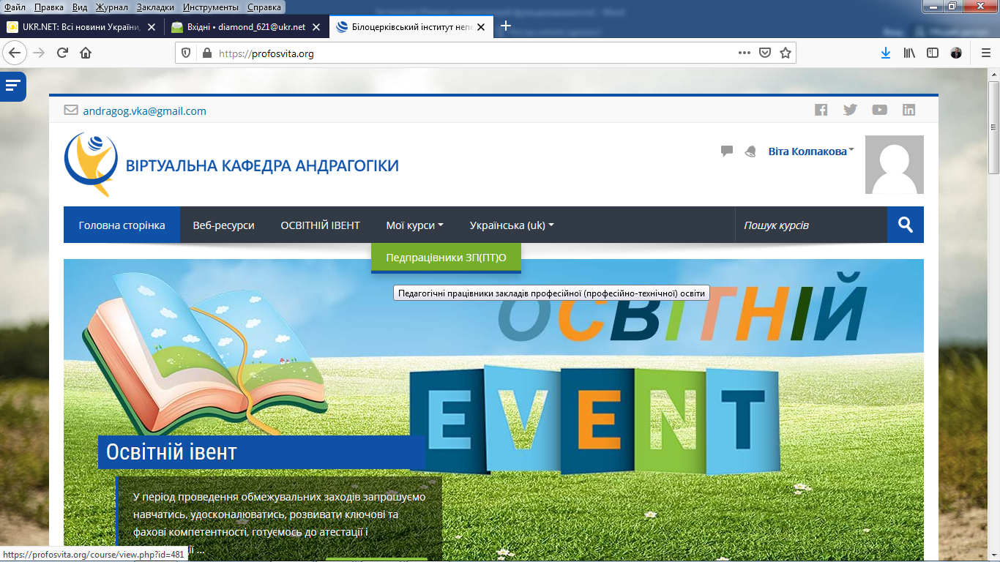 Файл Правка Вид Журнал Закладки Инструменты Справка
UKR.NET: Всі новини України,
Вхідні • diamond_621@ukr.net
Білоцерківський інститут непе
https://profosvita.org
andragog.vka@gmail.com
ВІРТУАЛЬНА КАФЕДРА АНДРАГОГІКИ
Віта Колпакова
Головна сторінка Веб-ресурси ОСВІТНІЙ ІВЕНТ Мої курси Українська (uk) Пошук курсів
Педпрацівники ЗП(ПТ)О
Педагогічні працівники закладів професійної (професійно-технічної) освіти
ОСВІТНІЙ
EVENT
Освітній івент
У період проведення обмежувальних заходів запрошуємо
навчатись, удосконалюватись, розвивати ключові та
фахові компетентності, готуємось до атестації і
https://profosvita.org/course/view.php?id=481